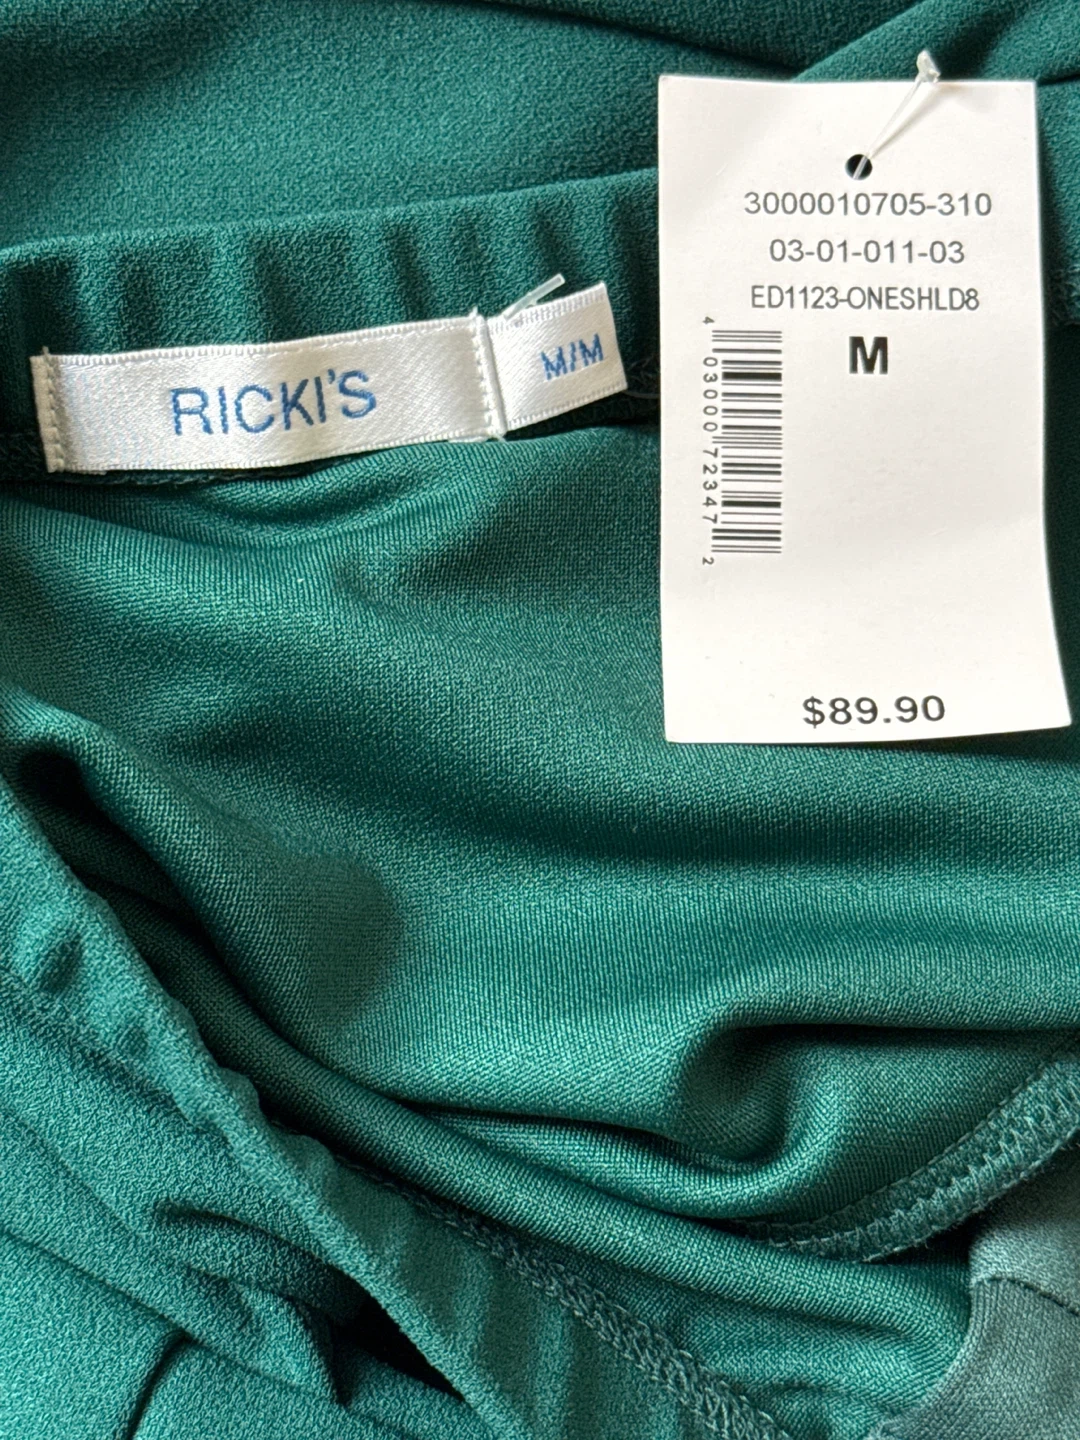 RICKI'S
M/M
3000010705-310
03-01-011-03
ED1123-ONESHLD8
M
4 03000 72347 2
$89.90